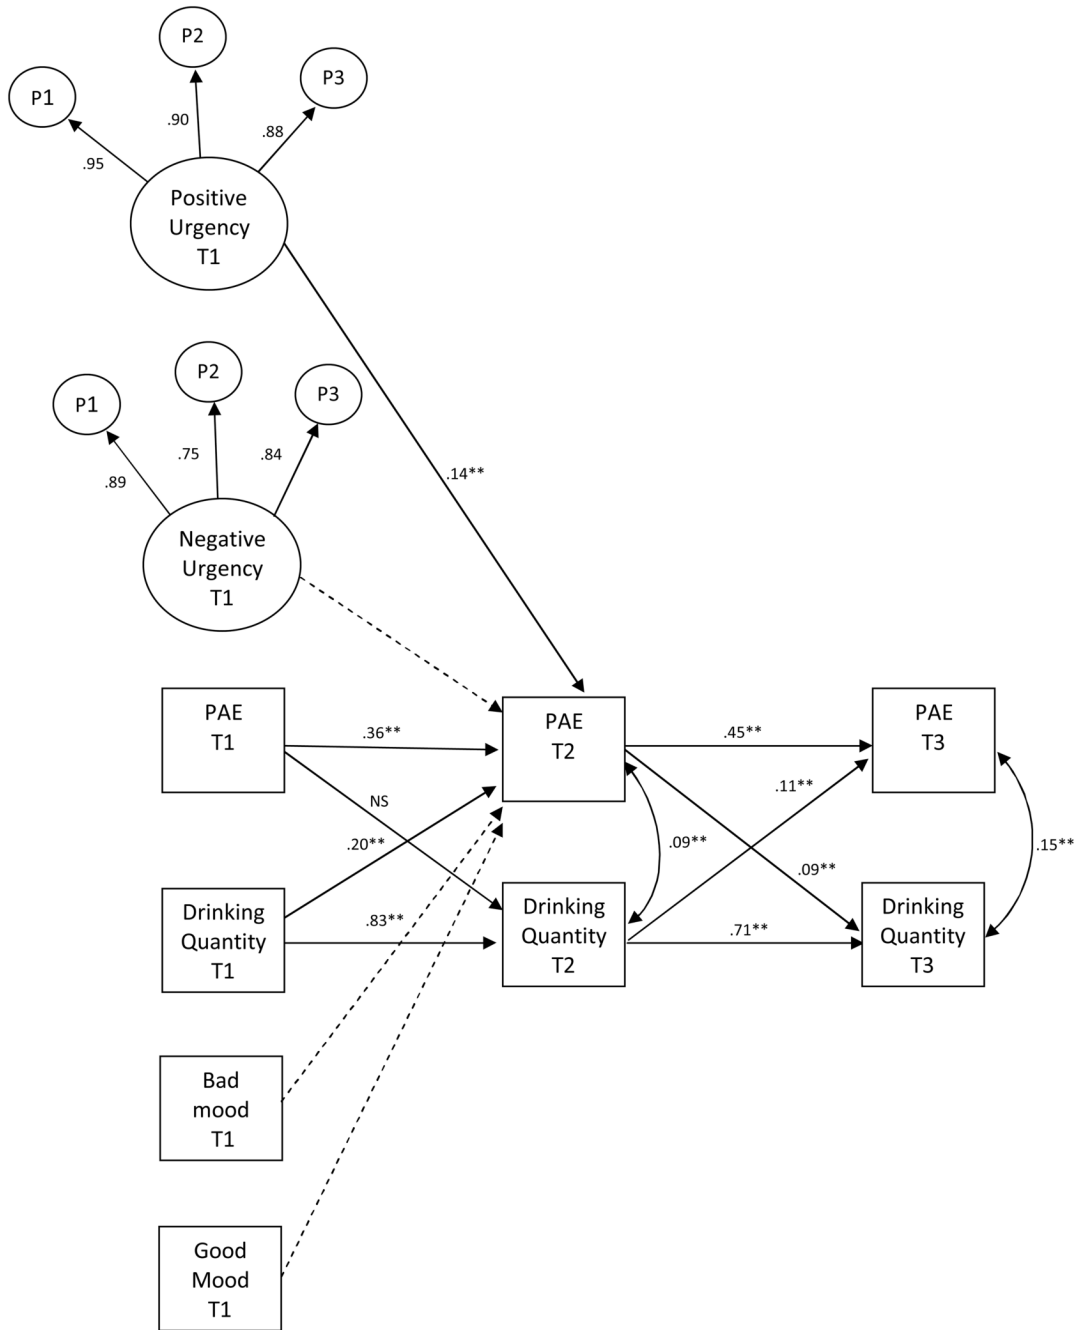 P2
P3
P1
.90
.88
.95
Positive
Urgency
T1
P2
P3
P1
.75
.84
.89
.14**
Negative
Urgency
T1
PAE
T1
PAE
T2
PAE
T3
.36**
.45**
NS
.11**
.20**
.09**
.09**
.15**
Drinking
Quantity
T1
.83**
Drinking
Quantity
T2
.71**
Drinking
Quantity
T3
Bad
mood
T1
Good
Mood
T1